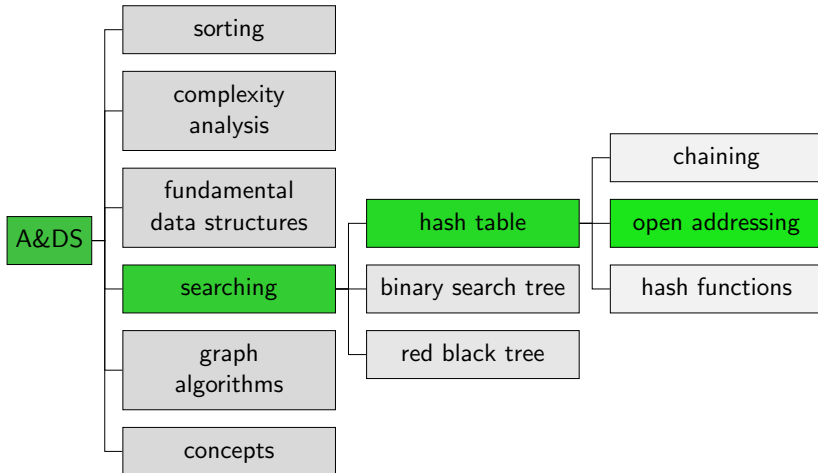 sorting
complexity
analysis
fundamental
data structures
A&DS
searching
graph
algorithms
concepts
hash table
binary search tree
red black tree
chaining
open addressing
hash functions